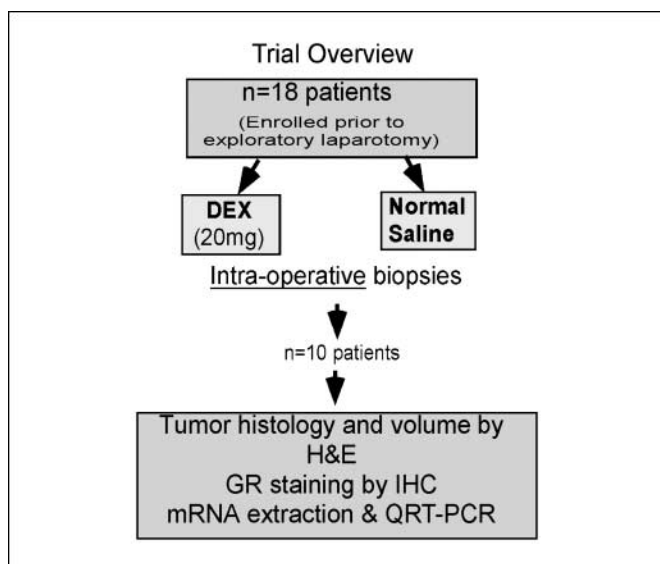 Trial Overview
n=18 patients
(Enrolled prior to
exploratory laparotomy)
DEX
(20mg)
Normal
Saline
Intra-operative biopsies
n=10 patients
Tumor histology and volume by
H&E
GR staining by IHC
mRNA extraction & QRT-PCR